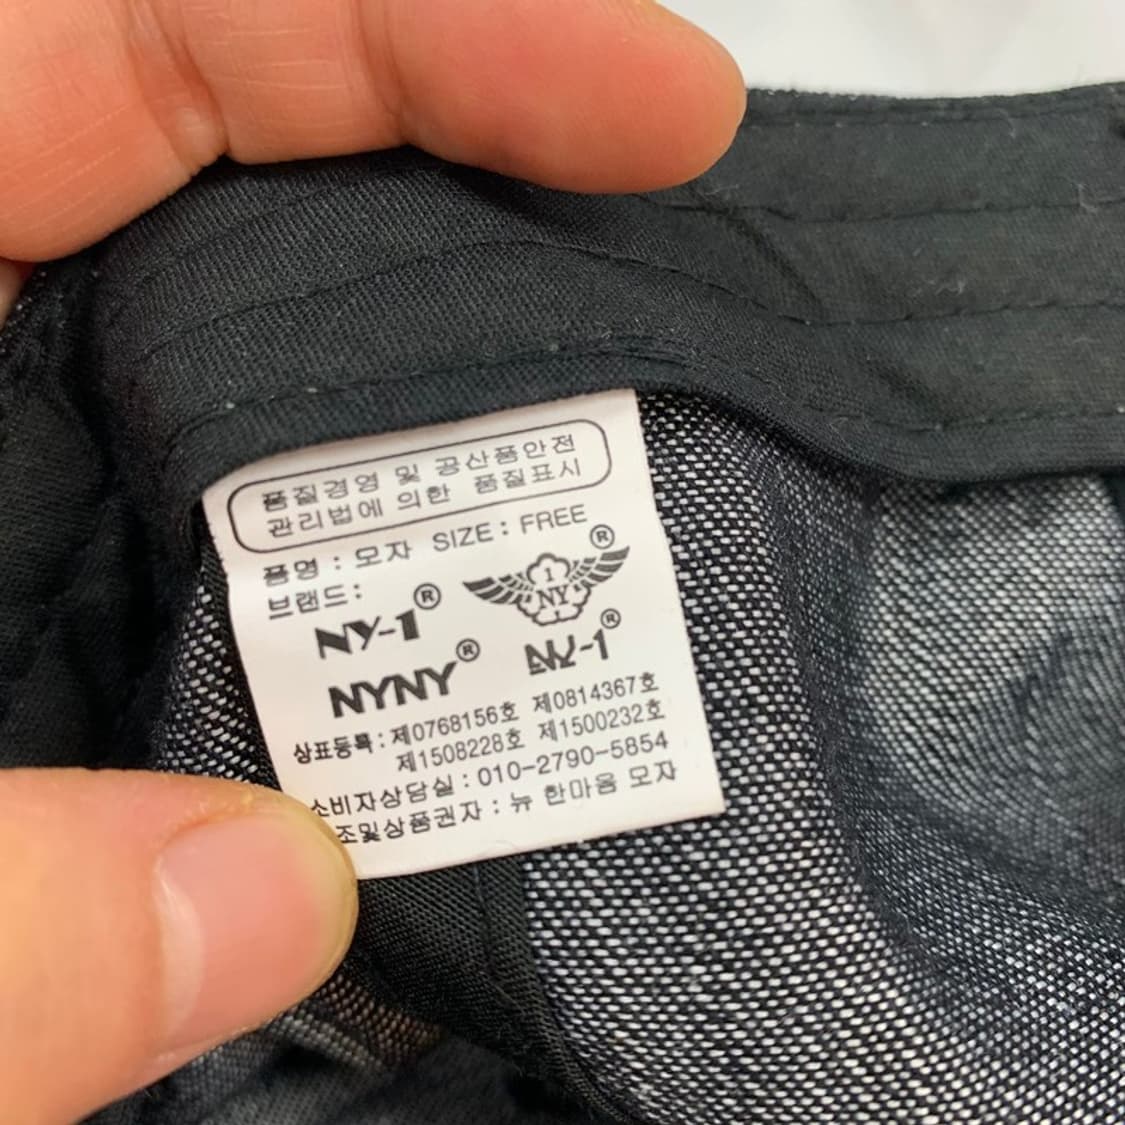 품질경영 및 공산품안전
관리법에 의한 품질표시
품명 : 모자 SIZE : FREE
브랜드:
NY-1® 1 NY ®
NYNY® NY-1®
상표등록 : 제0768156호 제0814367호
제1508228호 제1500232호
소비자상담실 : 010-2790-5854
조및상품권자 : 뉴 한마음 모자